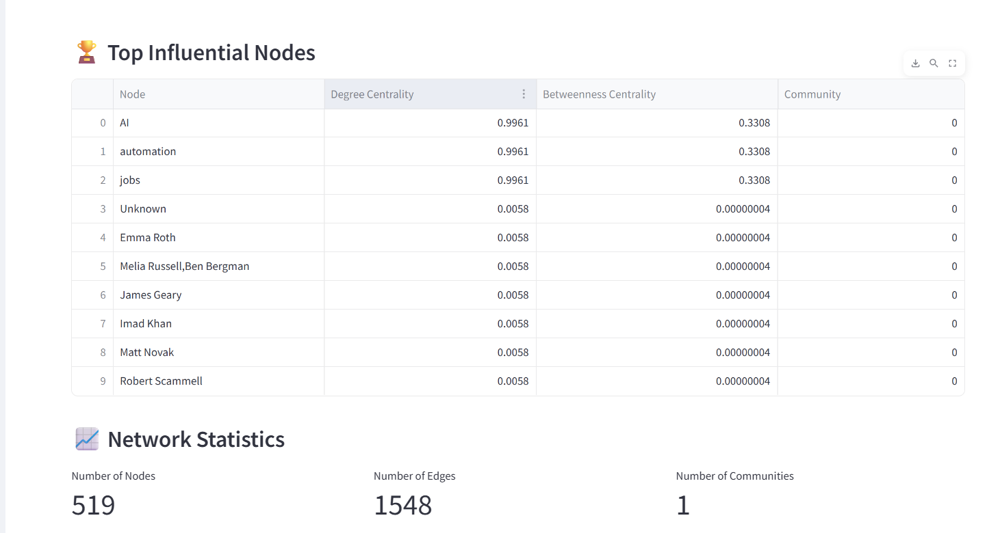 🏆 Top Influential Nodes
Node Degree Centrality Betweenness Centrality Community
0 AI 0.9961 0.3308 0
1 automation 0.9961 0.3308 0
2 jobs 0.9961 0.3308 0
3 Unknown 0.0058 0.00000004 0
4 Emma Roth 0.0058 0.00000004 0
5 Melia Russell,Ben Bergman 0.0058 0.00000004 0
6 James Geary 0.0058 0.00000004 0
7 Imad Khan 0.0058 0.00000004 0
8 Matt Novak 0.0058 0.00000004 0
9 Robert Scammell 0.0058 0.00000004 0
📈 Network Statistics
Number of Nodes Number of Edges Number of Communities
519 1548 1